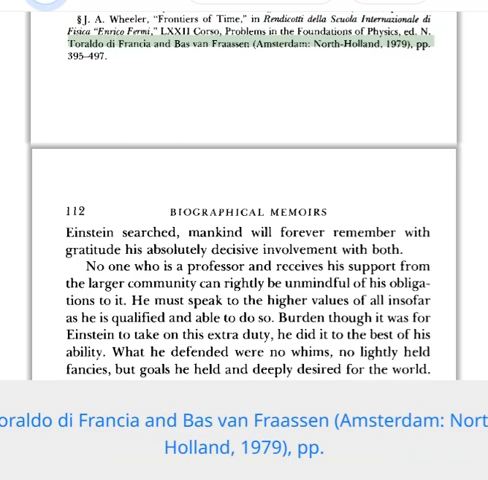 § J. A. Wheeler, “Frontiers of Time,” in Rendicotti della Scuola Internazionale di
Fisica “Enrico Fermi,” LXXII Corso, Problems in the Foundations of Physics, ed. N.
Toraldo di Francia and Bas van Fraassen (Amsterdam: North-Holland, 1979), pp.
395–497.
112 BIOGRAPHICAL MEMOIRS
Einstein searched, mankind will forever remember with
gratitude his absolutely decisive involvement with both.
No one who is a professor and receives his support from
the larger community can rightly be unmindful of his obliga-
tions to it. He must speak to the higher values of all insofar
as he is qualified and able to do so. Burden though it was for
Einstein to take on this extra duty, he did it to the best of his
ability. What he defended were no whims, no lightly held
fancies, but goals he held and deeply desired for the world.
oraldo di Francia and Bas van Fraassen (Amsterdam: Nort
Holland, 1979), pp.